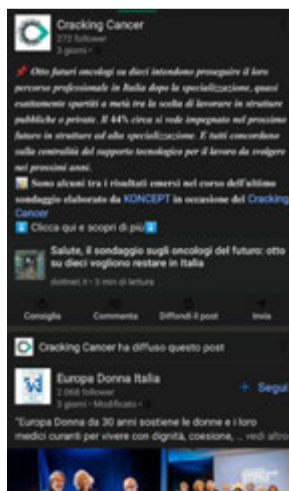 Cracking Cancer
272 follower
3 giorni •
📌 Otto futuri oncologi su dieci intendono proseguire il loro
percorso professionale in Italia dopo la specializzazione, quasi
esattamente spartiti a metà tra la scelta di lavorare in strutture
pubbliche o private. Il 44% circa si vede impegnato nel prossimo
futuro in strutture ad alta specializzazione. E tutti concordano
sulla centralità del supporto tecnologico per il lavoro da svolgere
nei prossimi anni.
📊 Sono alcuni tra i risultati emersi nel corso dell'ultimo
sondaggio elaborato da KONCEPT in occasione del Cracking
Cancer
⬇️ Clicca qui e scopri di più⬇️
Salute, il sondaggio sugli oncologi del futuro: otto
su dieci vogliono restare in Italia
dottnet.it • 3 min di lettura
Consiglia Commenta Diffondi il post Invia
Cracking Cancer ha diffuso questo post
Europa Donna Italia
2.068 follower
+ Segui
3 giorni • Modificato •
"Europa Donna da 30 anni sostiene le donne e i loro
medici curanti per vivere con dignità, coesione, ... vedi altro